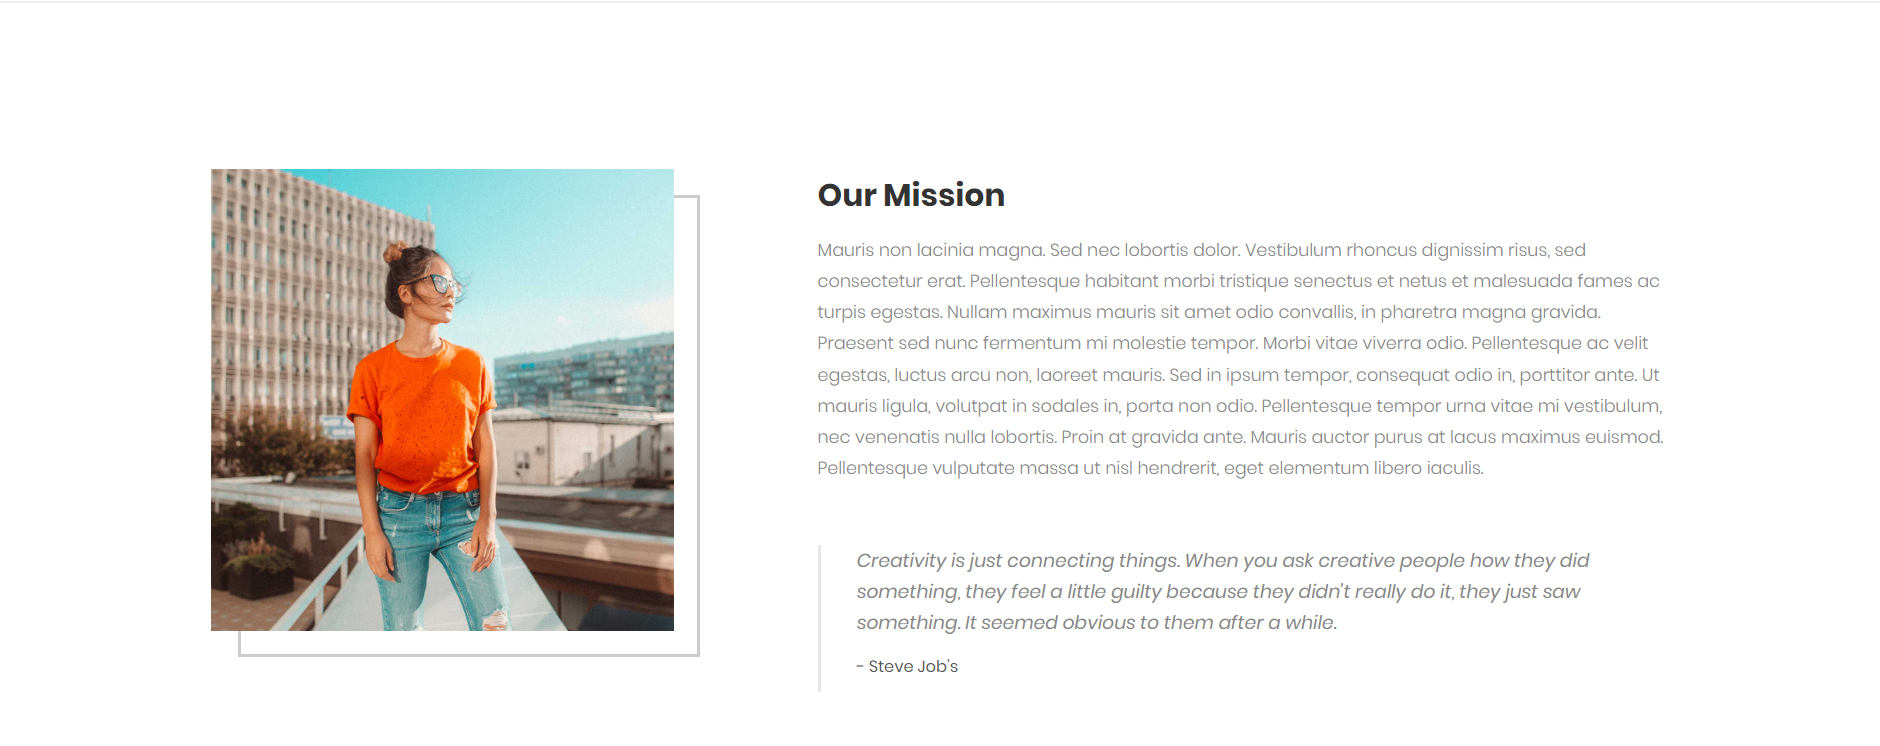 Our Mission
Mauris non lacinia magna. Sed nec lobortis dolor. Vestibulum rhoncus dignissim risus, sed
consectetur erat. Pellentesque habitant morbi tristique senectus et netus et malesuada fames ac
turpis egestas. Nullam maximus mauris sit amet odio convallis, in pharetra magna gravida.
Praesent sed nunc fermentum mi molestie tempor. Morbi vitae viverra odio. Pellentesque ac velit
egestas, luctus arcu non, laoreet mauris. Sed in ipsum tempor, consequat odio in, porttitor ante. Ut
mauris ligula, volutpat in sodales in, porta non odio. Pellentesque tempor urna vitae mi vestibulum,
nec venenatis nulla lobortis. Proin at gravida ante. Mauris auctor purus at lacus maximus euismod.
Pellentesque vulputate massa ut nisl hendrerit, eget elementum libero iaculis.
Creativity is just connecting things. When you ask creative people how they did
something, they feel a little guilty because they didn't really do it, they just saw
something. It seemed obvious to them after a while.
- Steve Job's